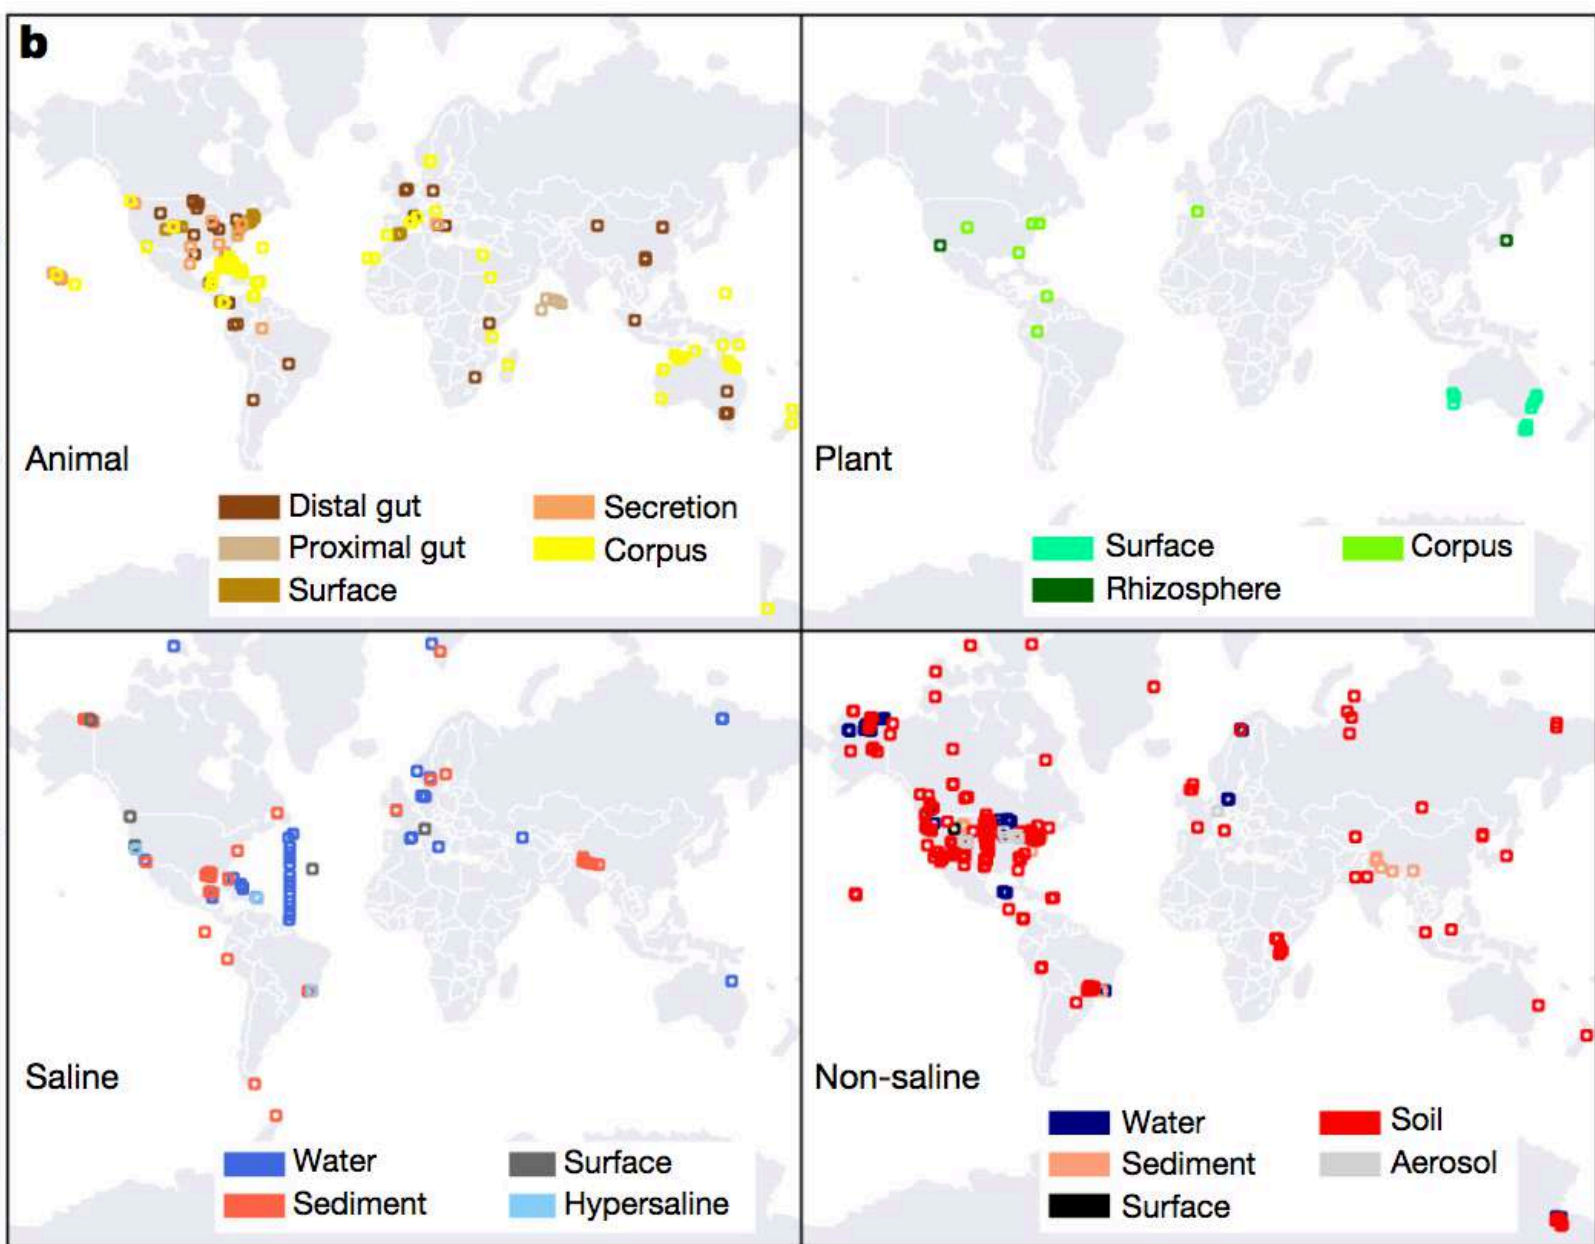 b
Animal
Distal gut
Secretion
Proximal gut
Corpus
Surface
Plant
Surface
Corpus
Rhizosphere
Saline
Water
Surface
Sediment
Hypersaline
Non-saline
Water
Soil
Sediment
Aerosol
Surface